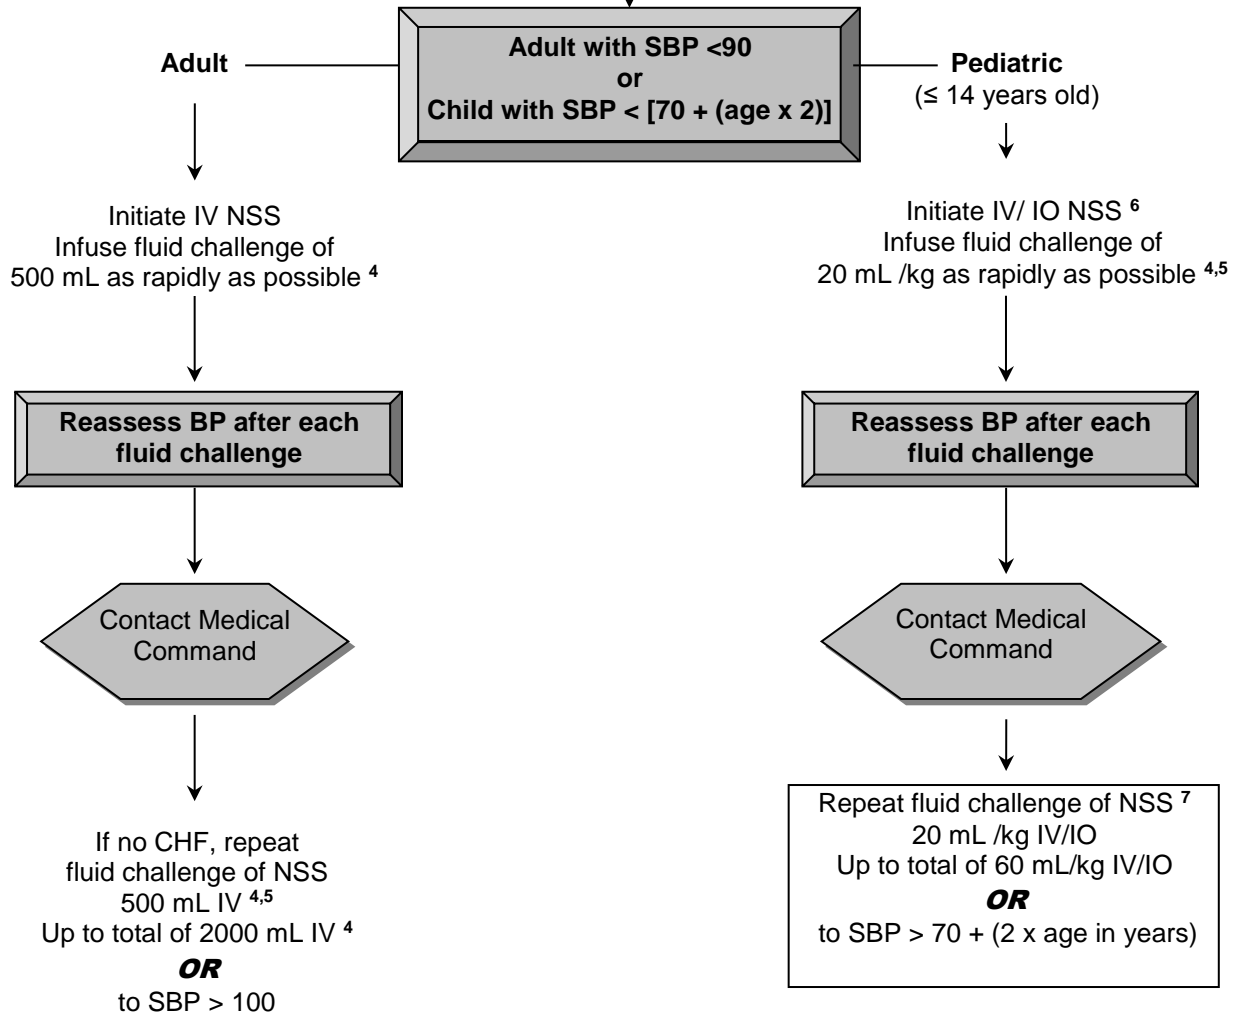 Adult with SBP <90
or
Child with SBP < [70 + (age x 2)]
Adult
Initiate IV NSS
Infuse fluid challenge of
500 mL as rapidly as possible 4
Reassess BP after each
fluid challenge
Contact Medical
Command
If no CHF, repeat
fluid challenge of NSS
500 mL IV 4,5
Up to total of 2000 mL IV 4
OR
to SBP > 100
Pediatric
(≤ 14 years old)
Initiate IV/ IO NSS 6
Infuse fluid challenge of
20 mL /kg as rapidly as possible 4,5
Reassess BP after each
fluid challenge
Contact Medical
Command
Repeat fluid challenge of NSS 7
20 mL /kg IV/IO
Up to total of 60 mL/kg IV/IO
OR
to SBP > 70 + (2 x age in years)